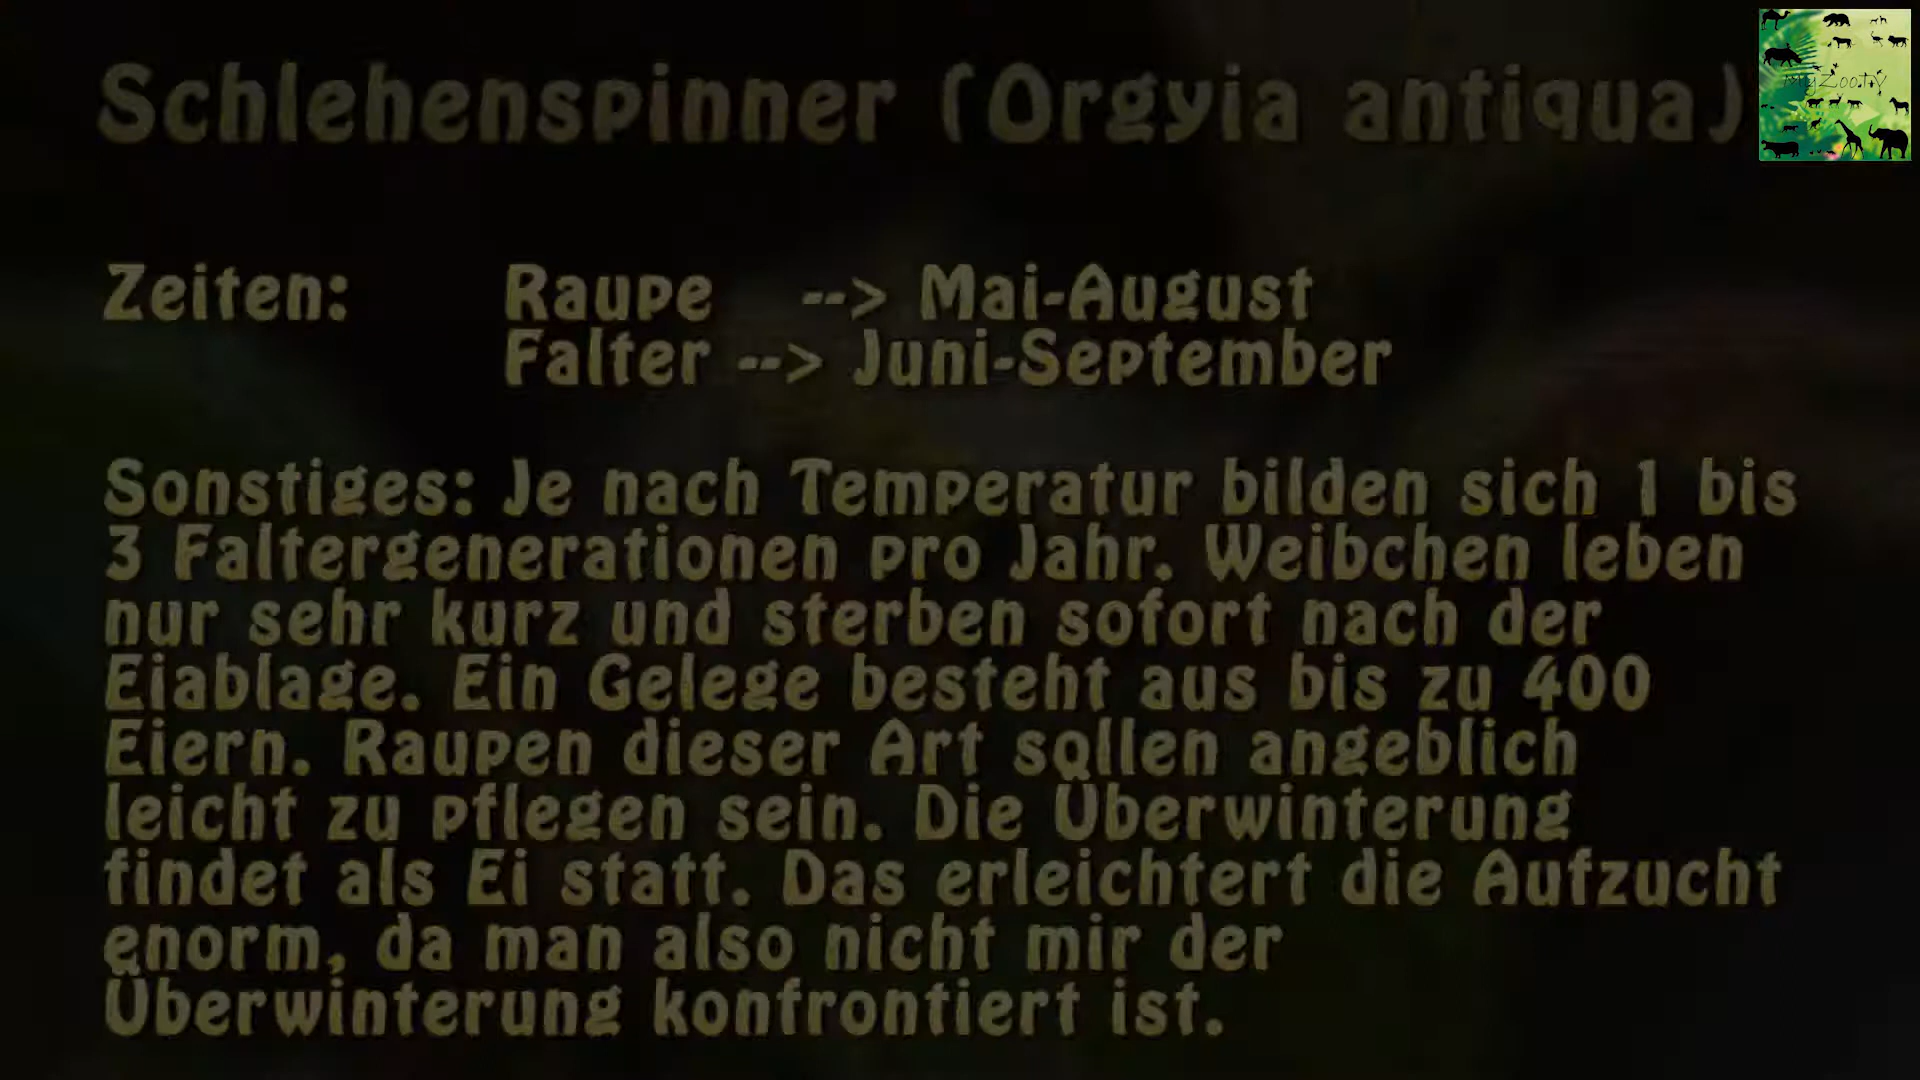 Schlehenspinner (Orgyia antiqua)
MyZoo.TV
Zeiten: Raupe --> Mai-August
Falter --> Juni-September
Sonstiges: Je nach Temperatur bilden sich 1 bis
3 Faltergenerationen pro Jahr. Weibchen leben
nur sehr kurz und sterben sofort nach der
Eiablage. Ein Gelege besteht aus bis zu 400
Eiern. Raupen dieser Art sollen angeblich
leicht zu pflegen sein. Die Überwinterung
findet als Ei statt. Das erleichtert die Aufzucht
enorm, da man also nicht mir der
Überwinterung konfrontiert ist.